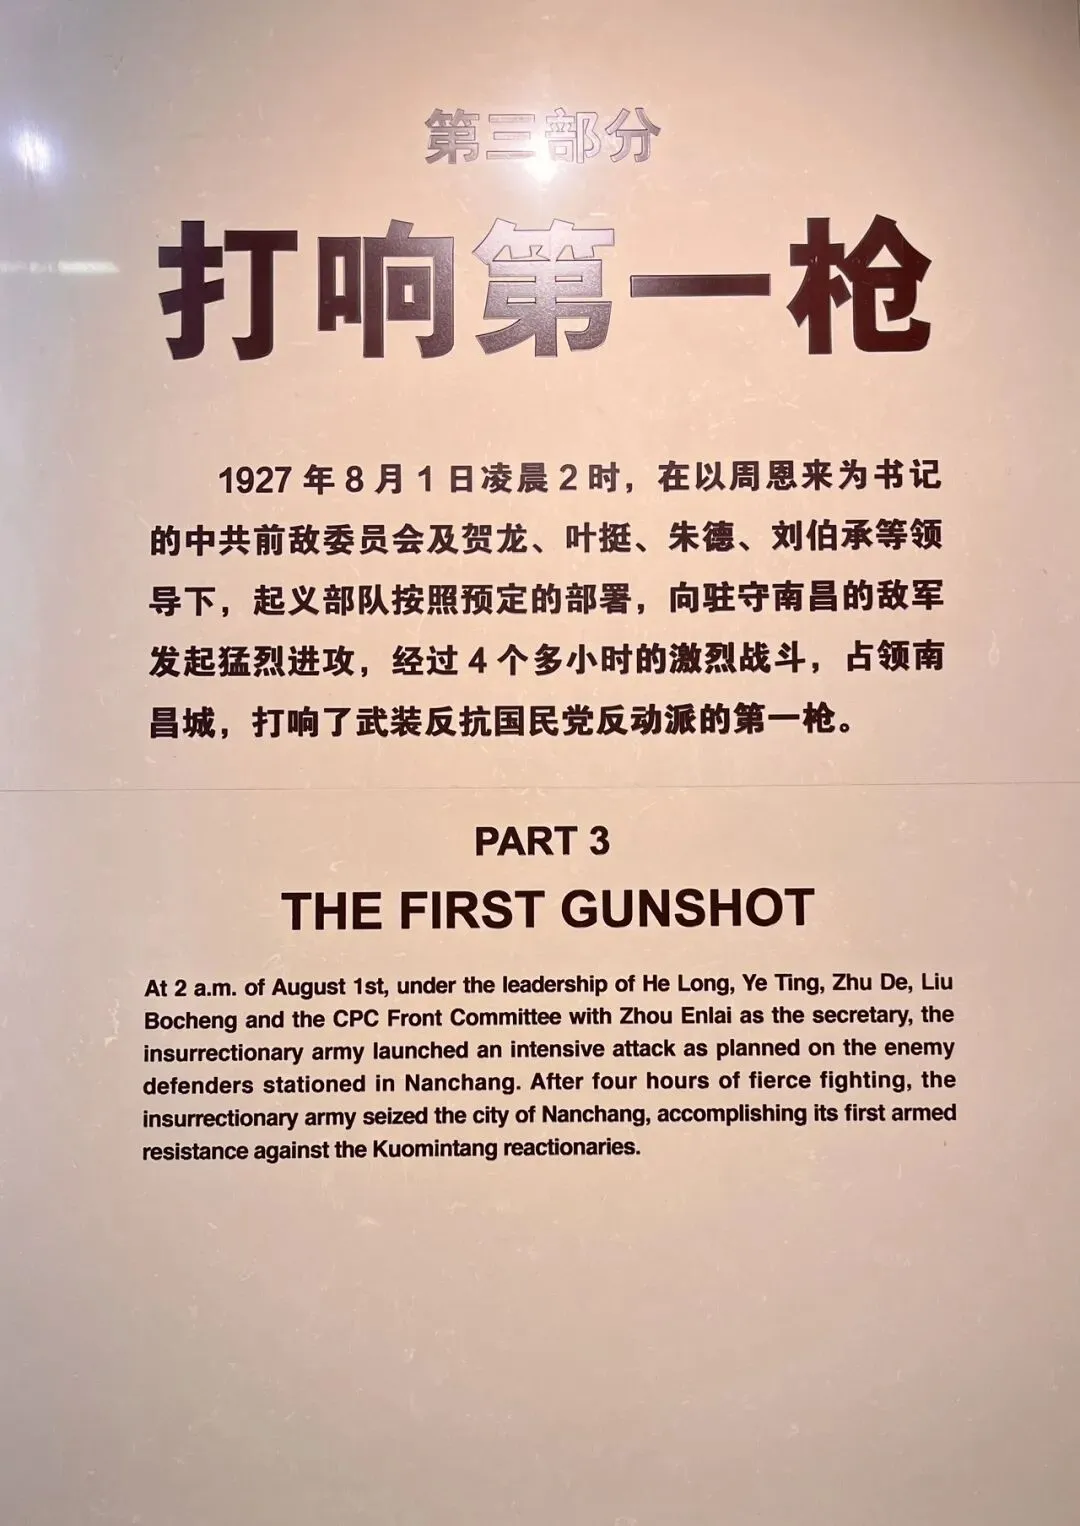 第三部分
打响第一枪
1927年8月1日凌晨2时，在以周恩来为书记
的中共前敌委员会及贺龙、叶挺、朱德、刘伯承等领
导下，起义部队按照预定的部署，向驻守南昌的敌军
发起猛烈进攻，经过4个多小时的激烈战斗，占领南
昌城，打响了武装反抗国民党反动派的第一枪。
PART 3
THE FIRST GUNSHOT
At 2 a.m. of August 1st, under the leadership of He Long, Ye Ting, Zhu De, Liu
Bocheng and the CPC Front Committee with Zhou Enlai as the secretary, the
insurrectionary army launched an intensive attack as planned on the enemy
defenders stationed in Nanchang. After four hours of fierce fighting, the
insurrectionary army seized the city of Nanchang, accomplishing its first armed
resistance against the Kuomintang reactionaries.